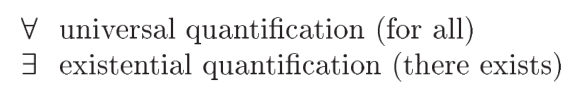 ∀ universal quantification (for all)
∃ existential quantification (there exists)